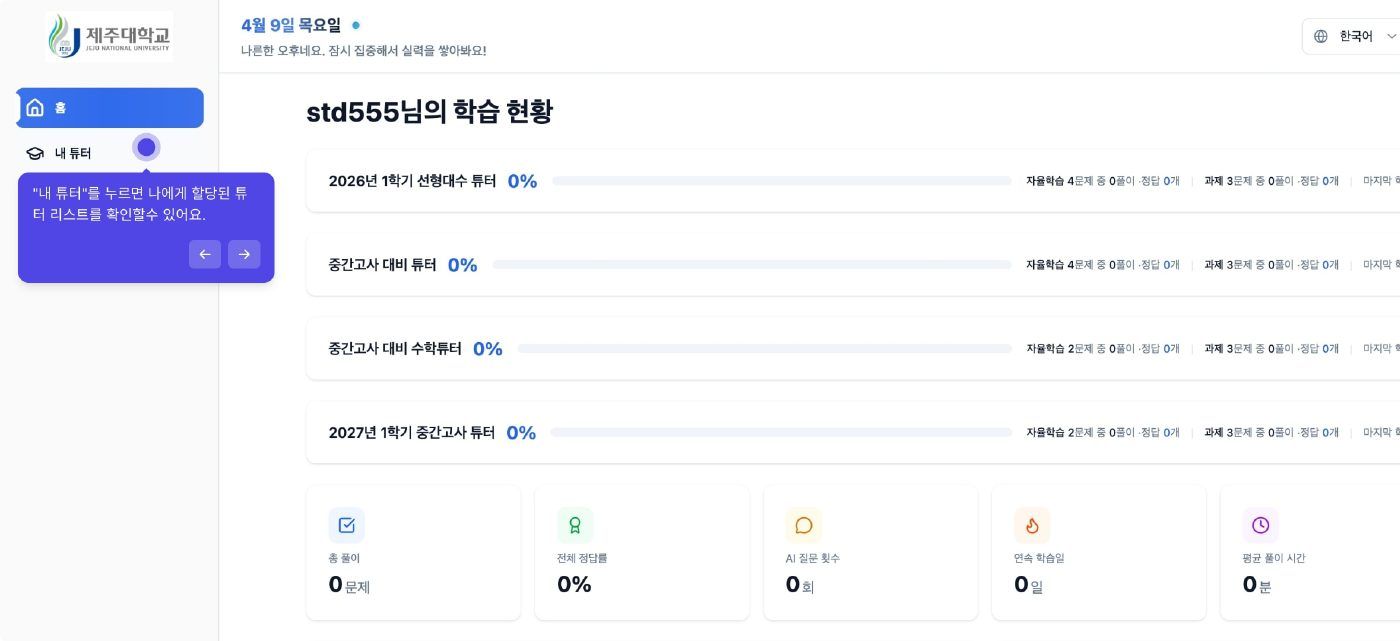 제주대학교
JEJU NATIONAL UNIVERSITY
JEJU
4월 9일 목요일
나른한 오후네요. 잠시 집중해서 실력을 쌓아봐요!
한국어
홈
내 튜터
"내 튜터"를 누르면 나에게 할당된 튜
터 리스트를 확인할수 있어요.
std555님의 학습 현황
2026년 1학기 선형대수 튜터 0% 자율학습 4문제 중 0풀이 ·정답 0개 과제 3문제 중 0풀이 ·정답 0개 마지막
중간고사 대비 튜터 0% 자율학습 4문제 중 0풀이 ·정답 0개 과제 3문제 중 0풀이 ·정답 0개 마지막
중간고사 대비 수학튜터 0% 자율학습 2문제 중 0풀이 ·정답 0개 과제 3문제 중 0풀이 ·정답 0개 마지막
2027년 1학기 중간고사 튜터 0% 자율학습 2문제 중 0풀이 ·정답 0개 과제 3문제 중 0풀이 ·정답 0개 마지막
총 풀이
0 문제
전체 정답률
0%
AI 질문 횟수
0 회
연속 학습일
0 일
평균 풀이 시간
0 분